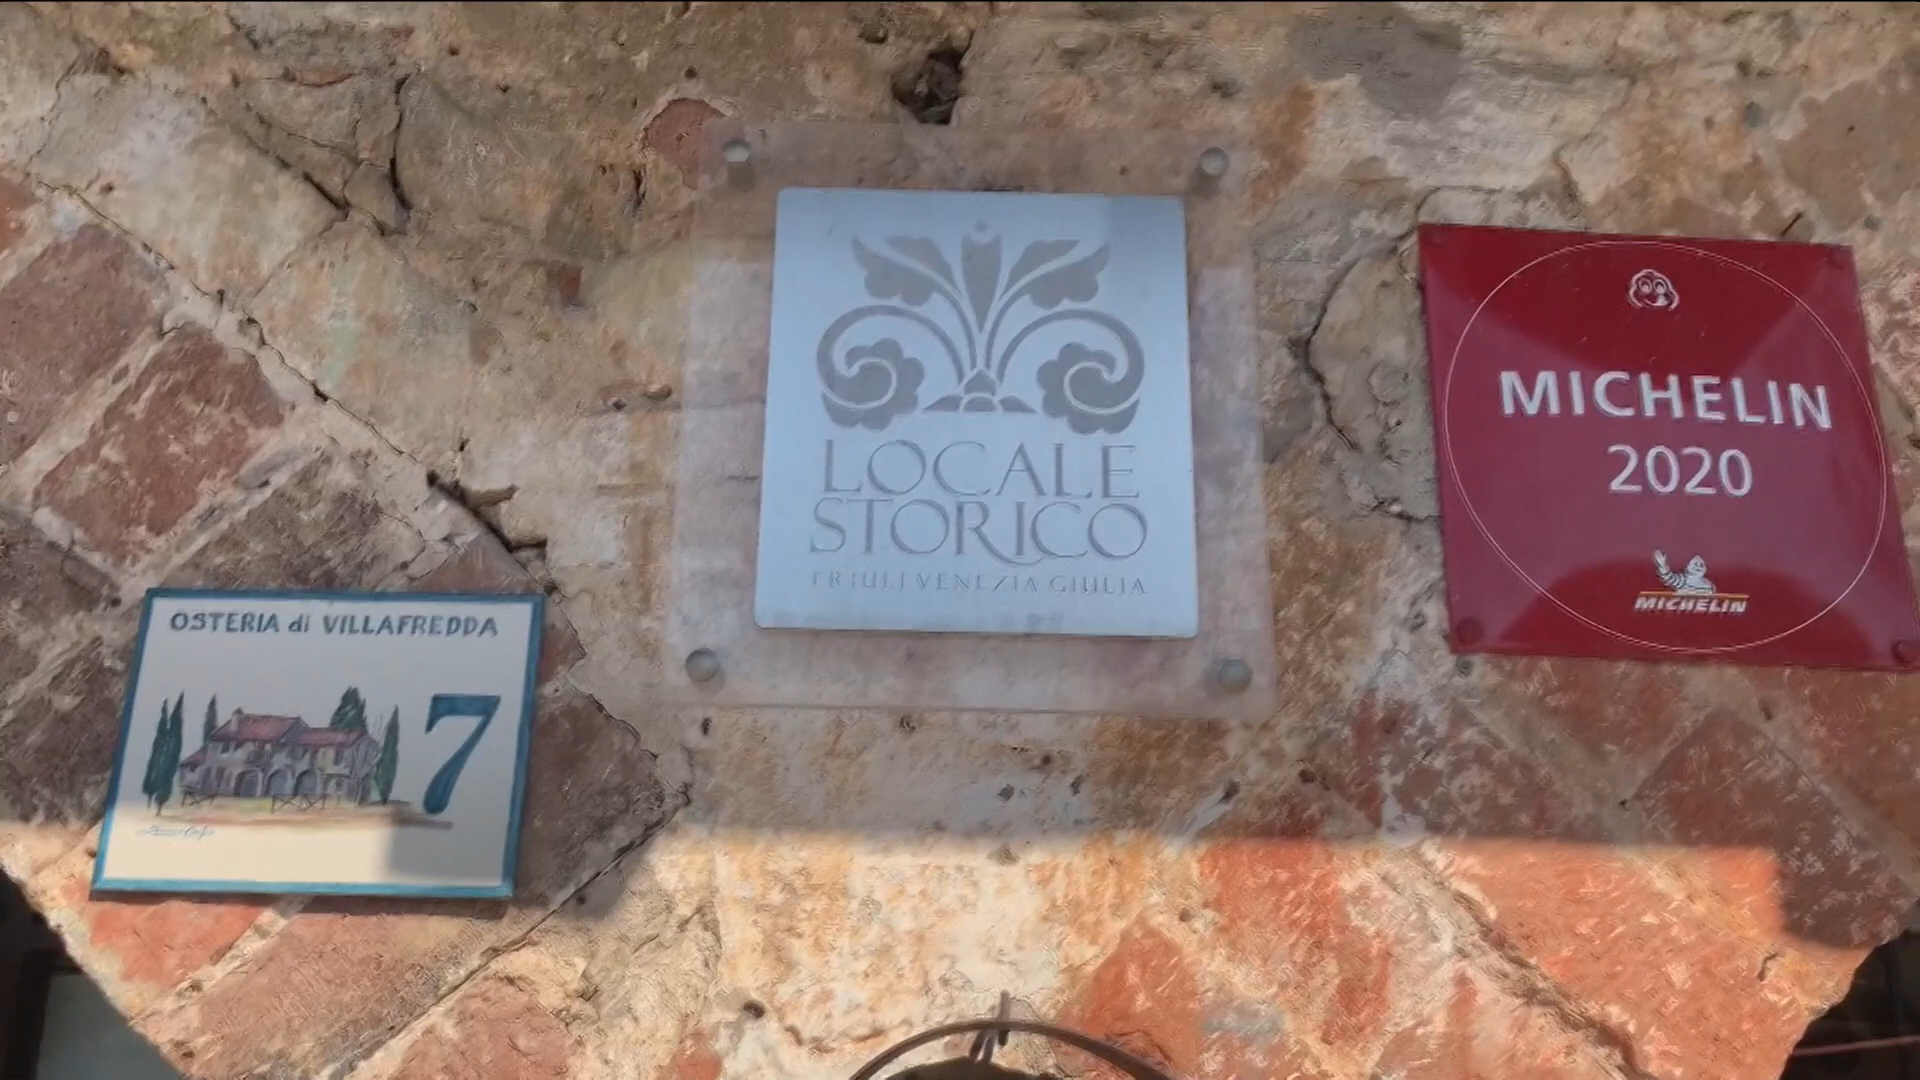 OSTERIA di VILLAFREDDA
7
LOCALE
STORICO
FRIULI VENEZIA GIULIA
MICHELIN
2020
MICHELIN